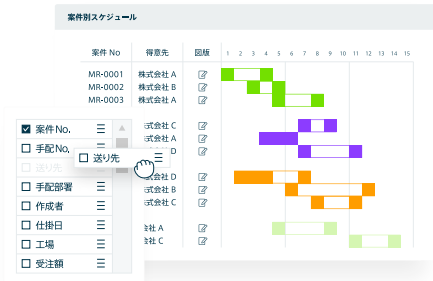 案件別スケジュール
案件 No 得意先 図版 1 2 3 4 5 6 7 8 9 10 11 12 13 14 15
MR-0001 株式会社 A
MR-0002 株式会社 B
MR-0003 株式会社 A
式会社 C
式会社 A
式会社 D
式会社 D
式会社 B
式会社 C
会社 A
会社 C
案件No.
手配No.
送り先
送り先
手配部署
作成者
仕掛日
工場
受注額